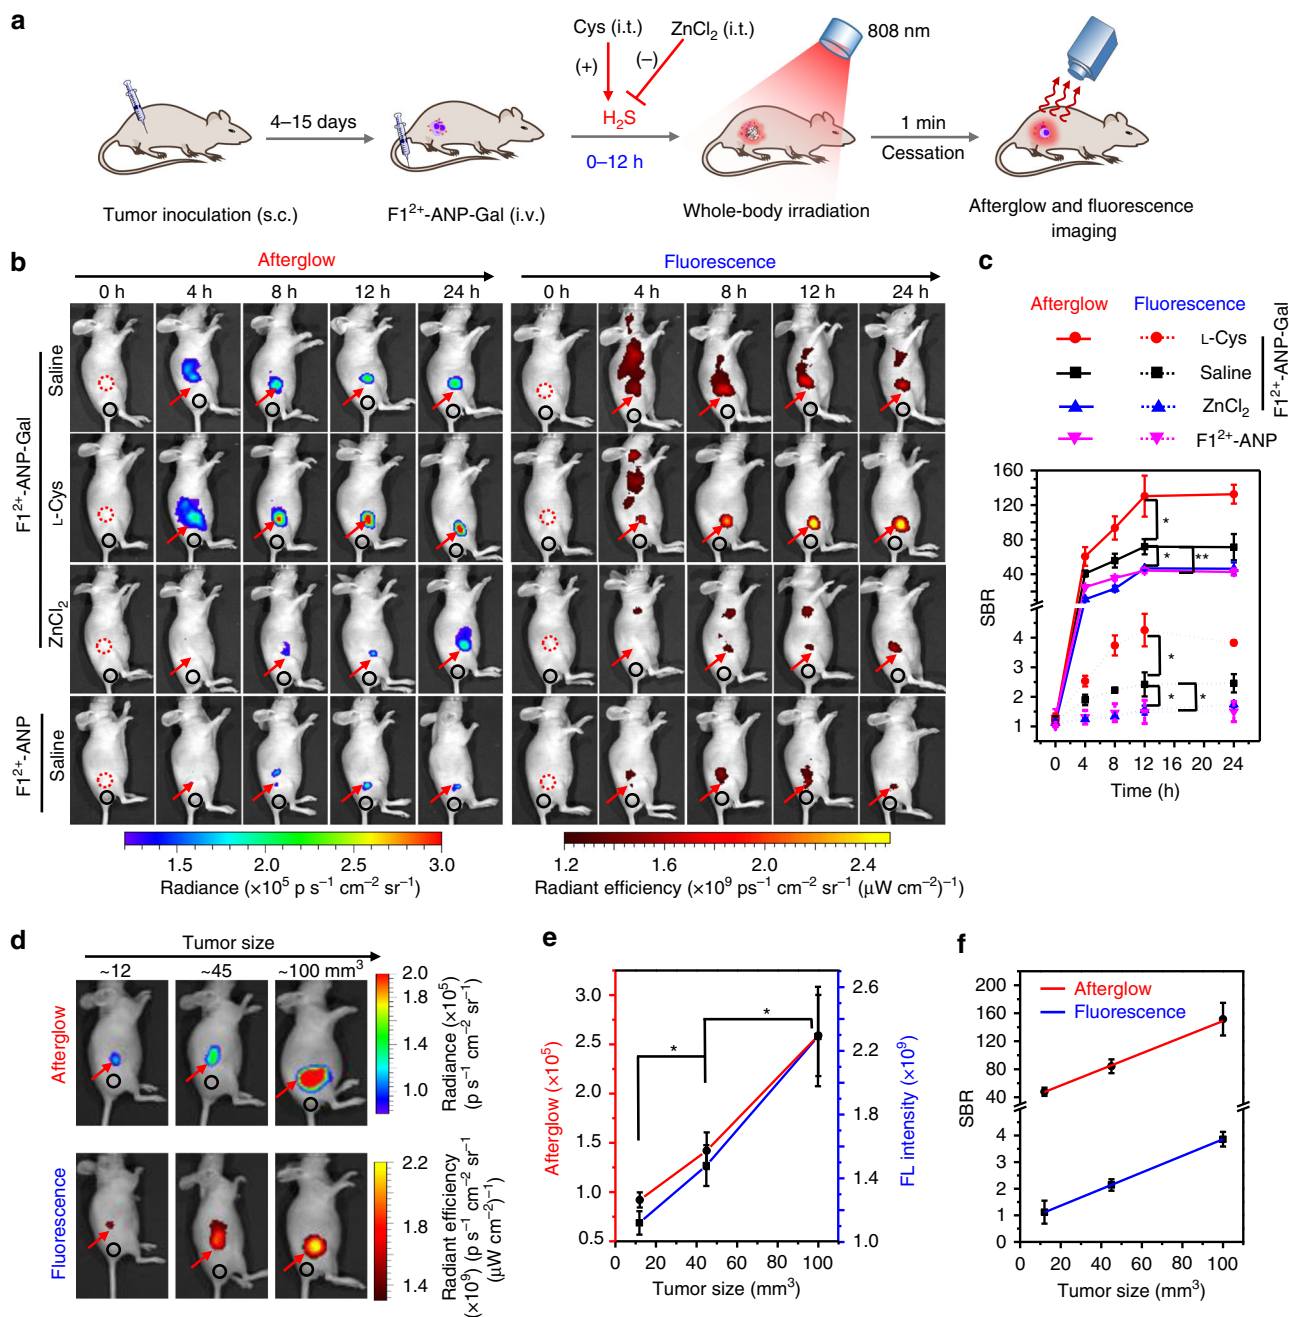 a
Cys (i.t.) ZnCl₂ (i.t.)
(+) (−)
H₂S
808 nm
4–15 days
0–12 h
1 min
Cessation
Tumor inoculation (s.c.)
F1²⁺-ANP-Gal (i.v.)
Whole-body irradiation
Afterglow and fluorescence
imaging
b
Afterglow
Fluorescence
0 h 4 h 8 h 12 h 24 h 0 h 4 h 8 h 12 h 24 h
F1²⁺-ANP-Gal
Saline
L-Cys
ZnCl₂
F1²⁺-ANP
Saline
1.5 2.0 2.5 3.0
Radiance (×10⁵ p s⁻¹ cm⁻² sr⁻¹)
1.2 1.6 2.0 2.4
Radiant efficiency (×10⁹ ps⁻¹ cm⁻² sr⁻¹ (µW cm⁻²)⁻¹)
c
Afterglow Fluorescence
L-Cys
Saline
ZnCl₂
F1²⁺-ANP
F1²⁺-ANP-Gal
160
120
80
40
4
3
2
1
SBR
* * **
* * *
0 4 8 12 16 20 24
Time (h)
d
Tumor size
~12 ~45 ~100 mm³
Afterglow
Fluorescence
2.0
1.8
1.6
1.4
1.2
1.0
Radiance (×10⁵)
(p s⁻¹ cm⁻² sr⁻¹)
2.2
1.8
1.4
Radiant efficiency
(×10⁹) (p s⁻¹ cm⁻² sr⁻¹
(µW cm⁻²)⁻¹)
e
3.0
2.5
2.0
1.5
1.0
0.5
Afterglow (×10⁵)
* *
2.6
2.2
1.8
1.4
1.0
FL intensity (×10⁹)
0 20 40 60 80 100
Tumor size (mm³)
f
Afterglow
Fluorescence
200
160
120
80
40
4
3
2
1
0
SBR
0 20 40 60 80 100
Tumor size (mm³)